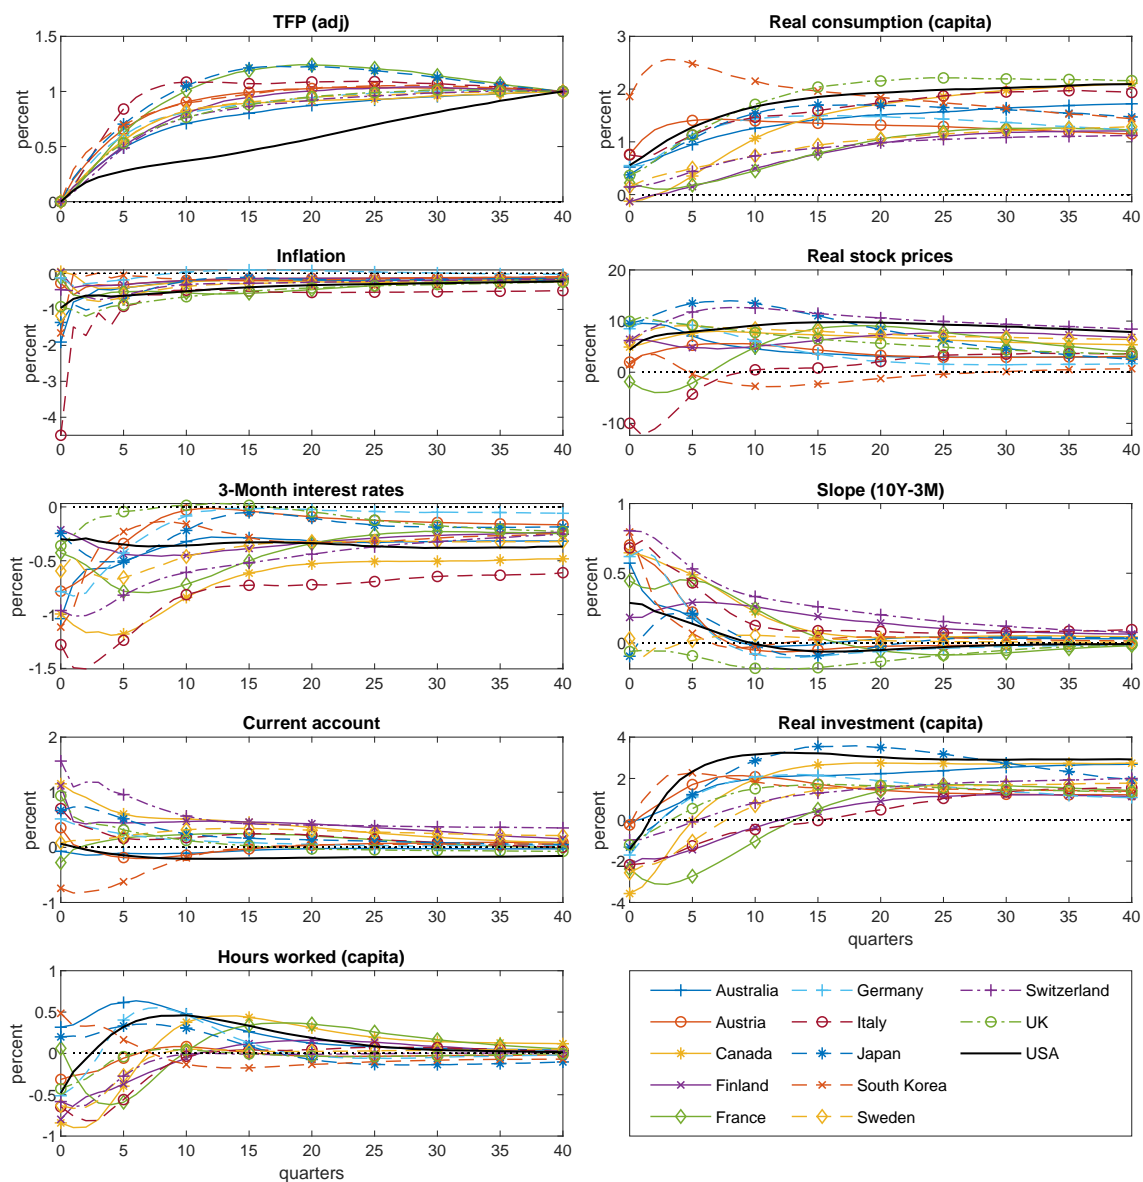 TFP (adj)
1.5
1
0.5
0
percent
0 5 10 15 20 25 30 35 40
Real consumption (capita)
3
2
1
0
percent
0 5 10 15 20 25 30 35 40
Inflation
0
-1
-2
-3
-4
percent
0 5 10 15 20 25 30 35 40
Real stock prices
20
10
0
-10
percent
0 5 10 15 20 25 30 35 40
3-Month interest rates
0
-0.5
-1
-1.5
percent
0 5 10 15 20 25 30 35 40
Slope (10Y-3M)
1
0.5
0
percent
0 5 10 15 20 25 30 35 40
Current account
2
1
0
-1
percent
0 5 10 15 20 25 30 35 40
Real investment (capita)
4
2
0
-2
-4
percent
0 5 10 15 20 25 30 35 40
quarters
Hours worked (capita)
1
0.5
0
-0.5
-1
percent
0 5 10 15 20 25 30 35 40
quarters
Australia
Austria
Canada
Finland
France
Germany
Italy
Japan
South Korea
Sweden
Switzerland
UK
USA